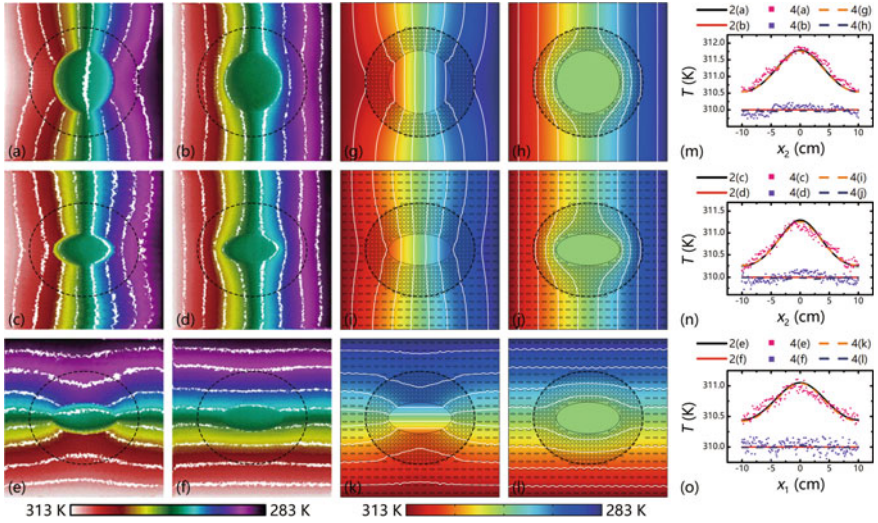 (a)
(b)
(g)
(h)
2(a) 4(a) 4(g)
2(b) 4(b) 4(h)
312.0
311.5
311.0
310.5
310.0
T (K)
-10 -5 0 5 10
x₂ (cm)
(m)
(c)
(d)
(i)
(j)
2(c) 4(c) 4(i)
2(d) 4(d) 4(j)
311.5
311.0
310.5
310.0
T (K)
-10 -5 0 5 10
x₂ (cm)
(n)
(e)
(f)
(k)
(l)
2(e) 4(e) 4(k)
2(f) 4(f) 4(l)
311.0
310.5
310.0
T (K)
-10 -5 0 5 10
x₁ (cm)
(o)
313 K 283 K
313 K 283 K